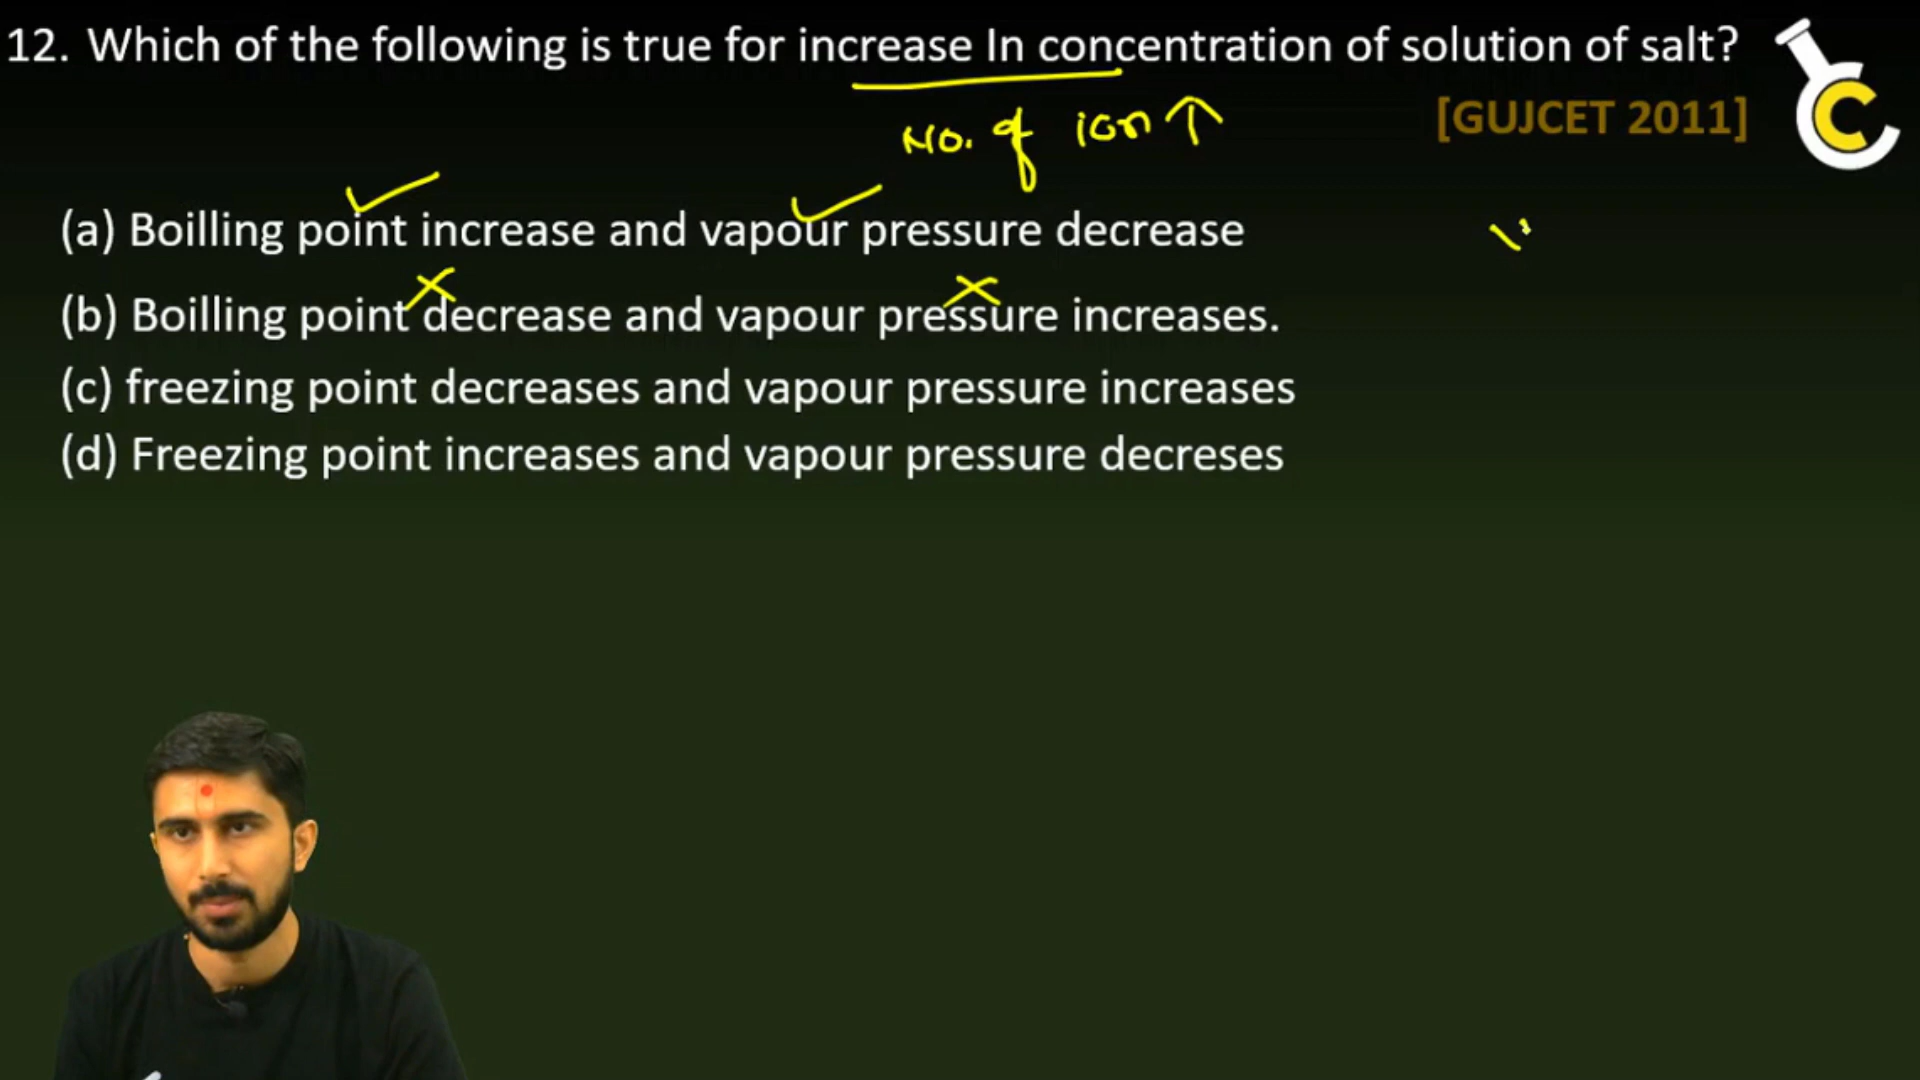 12. Which of the following is true for increase In concentration of solution of salt?
[GUJCET 2011]
No. of ion ↑
(a) Boilling point increase and vapour pressure decrease
(b) Boilling point decrease and vapour pressure increases.
(c) freezing point decreases and vapour pressure increases
(d) Freezing point increases and vapour pressure decreses
C